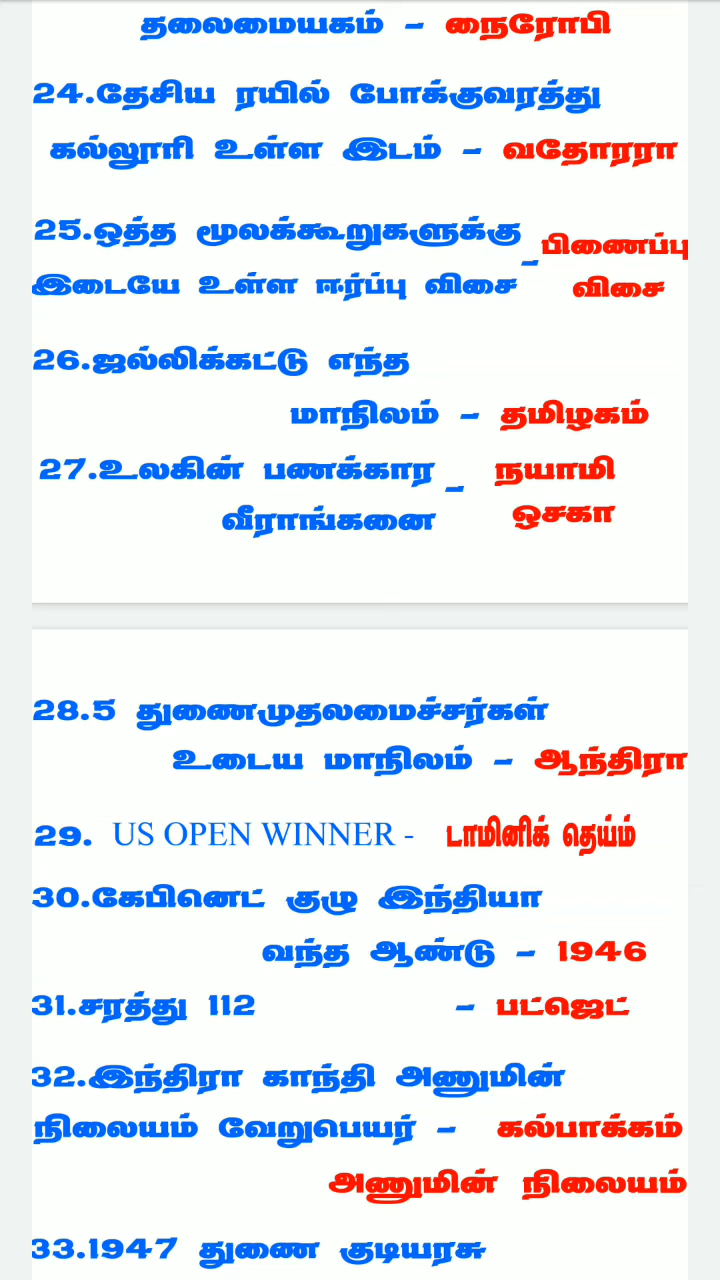 தலைமையகம் - நைரோபி
24.தேசிய ரயில் போக்குவரத்து
கல்லூரி உள்ள இடம் - வதோரரா
25.ஒத்த மூலக்கூறுகளுக்கு
இடையே உள்ள ஈர்ப்பு விசை - பிணைப்பு விசை
26.ஜல்லிக்கட்டு எந்த
மாநிலம் - தமிழகம்
27.உலகின் பணக்கார - நயாமி
வீராங்கனை ஒசகா
28.5 துணைமுதலமைச்சர்கள்
உடைய மாநிலம் - ஆந்திரா
29. US OPEN WINNER - டாமினிக் தெய்ம்
30.கேபினெட் குழு இந்தியா
வந்த ஆண்டு - 1946
31.சரத்து 112 - பட்ஜெட்
32.இந்திரா காந்தி அணுமின்
நிலையம் வேறுபெயர் - கல்பாக்கம்
அணுமின் நிலையம்
33.1947 துணை குடியரசு